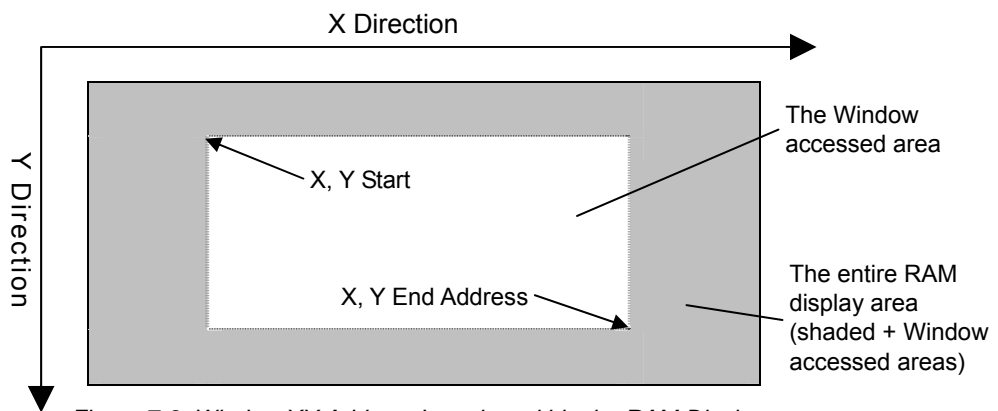 X Direction
The Window
accessed area
Y Direction
X, Y Start
X, Y End Address
The entire RAM
display area
(shaded + Window
accessed areas)